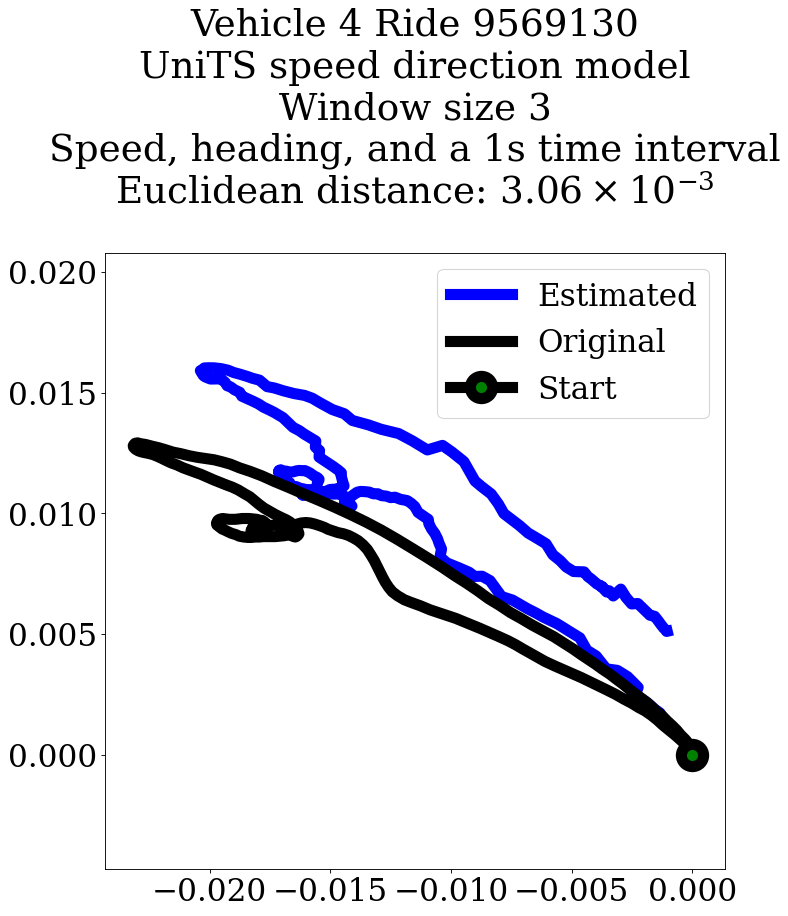 Vehicle 4 Ride 9569130
UniTS speed direction model
Window size 3
Speed, heading, and a 1s time interval
Euclidean distance: 3.06 × 10⁻³
0.020
0.015
0.010
0.005
0.000
Estimated
Original
Start
−0.020 −0.015 −0.010 −0.005 0.000